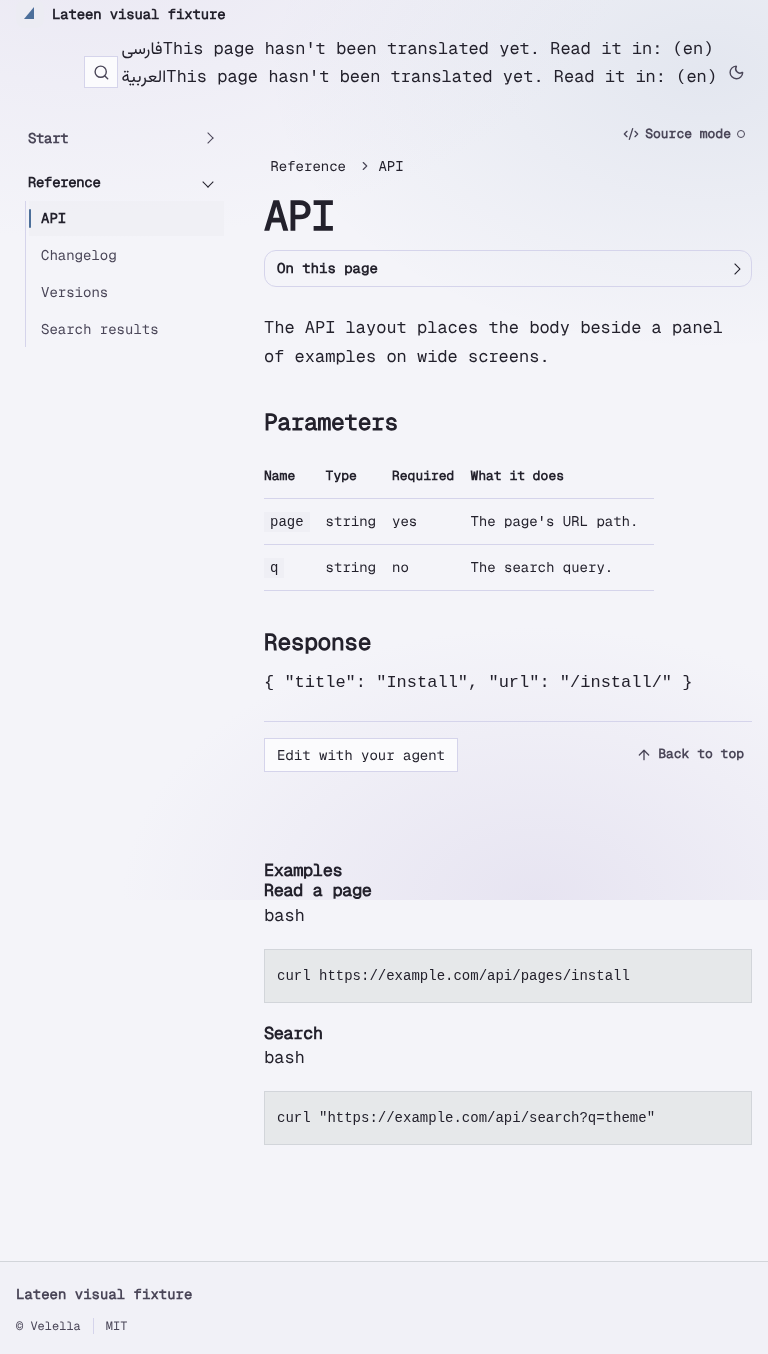 Lateen visual fixture
فارسیThis page hasn't been translated yet. Read it in: (en)
العربيةThis page hasn't been translated yet. Read it in: (en)
Start
Reference
API
Changelog
Versions
Search results
Source mode
Reference > API
API
On this page
The API layout places the body beside a panel
of examples on wide screens.
Parameters
Name Type Required What it does
page string yes The page's URL path.
q string no The search query.
Response
{ "title": "Install", "url": "/install/" }
Edit with your agent
Back to top
Examples
Read a page
bash
curl https://example.com/api/pages/install
Search
bash
curl "https://example.com/api/search?q=theme"
Lateen visual fixture
© Velella MIT